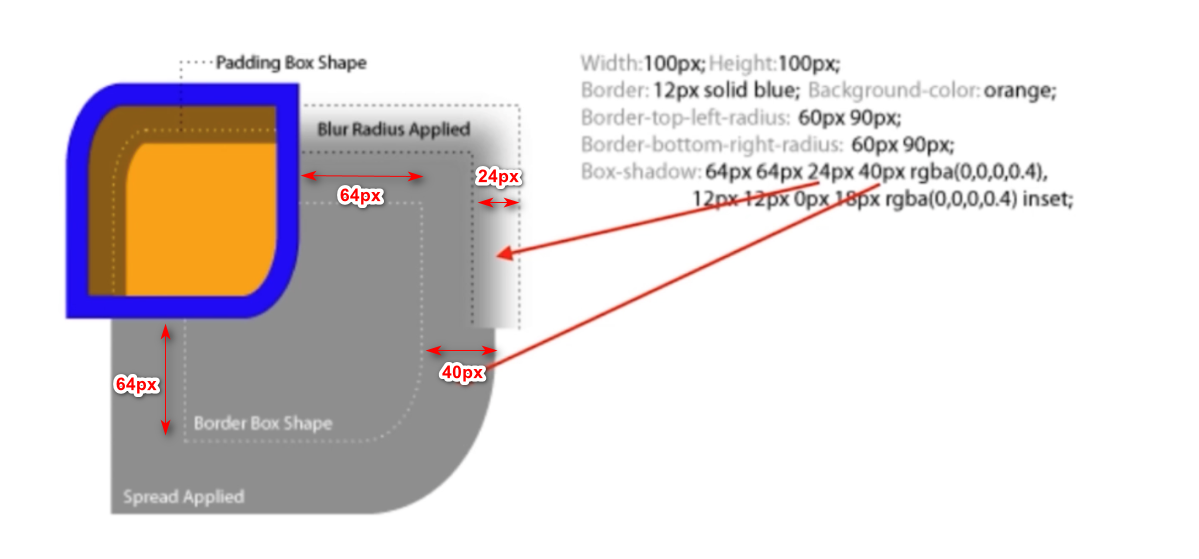 Padding Box Shape
Blur Radius Applied
24px
64px
64px
40px
Border Box Shape
Spread Applied
Width:100px; Height:100px;
Border: 12px solid blue; Background-color: orange;
Border-top-left-radius: 60px 90px;
Border-bottom-right-radius: 60px 90px;
Box-shadow: 64px 64px 24px 40px rgba(0,0,0,0.4),
12px 12px 0px 18px rgba(0,0,0,0.4) inset;